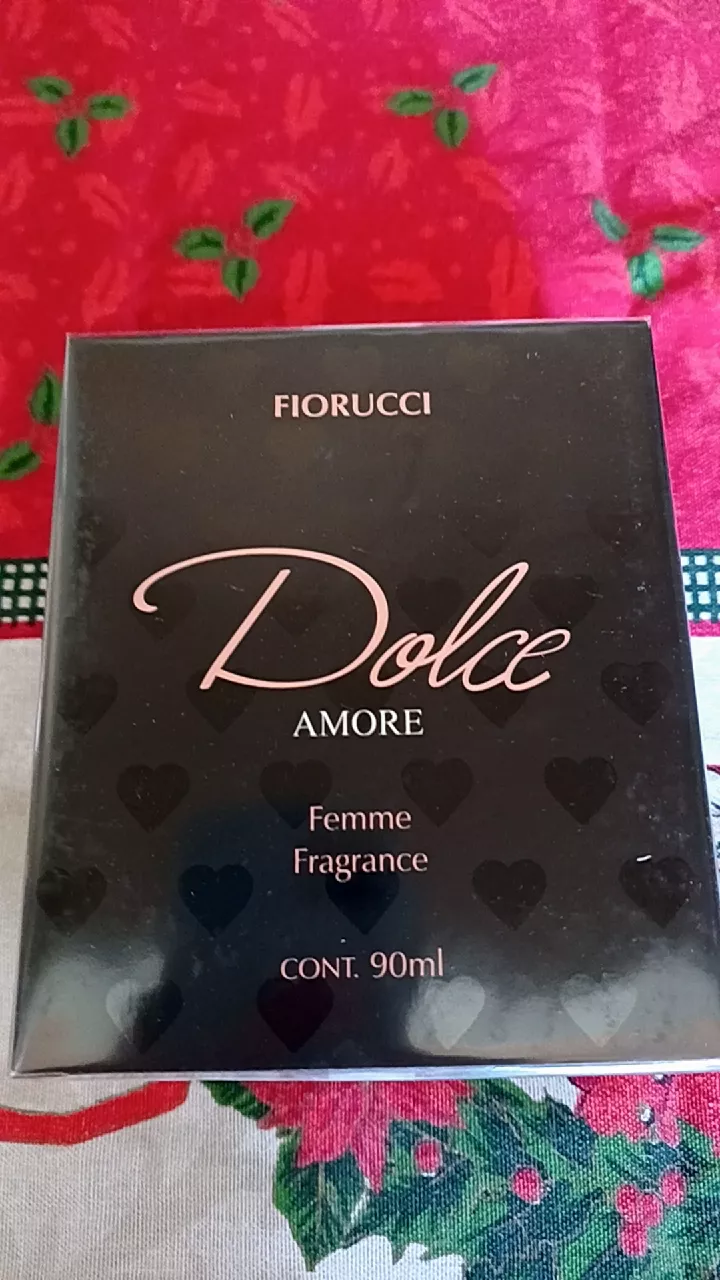 FIORUCCI
Dolce
AMORE
Femme
Fragrance
CONT. 90ml